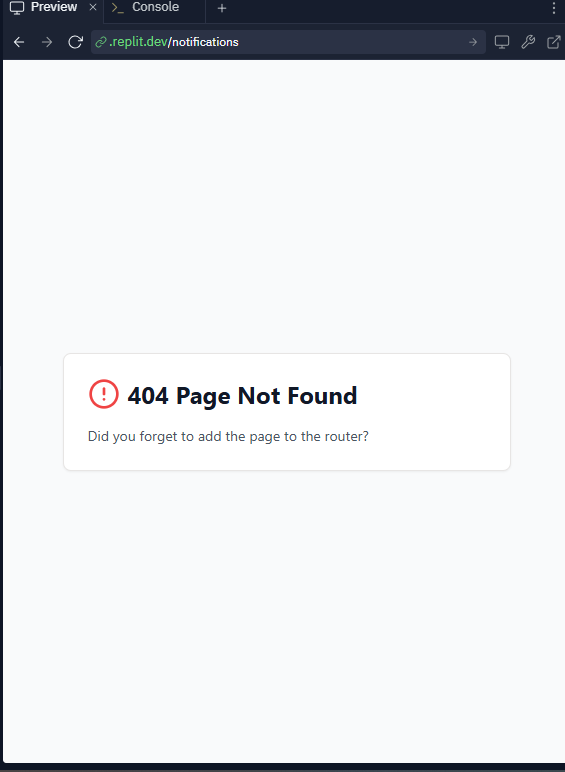 Preview
Console
.replit.dev/notifications
404 Page Not Found
Did you forget to add the page to the router?